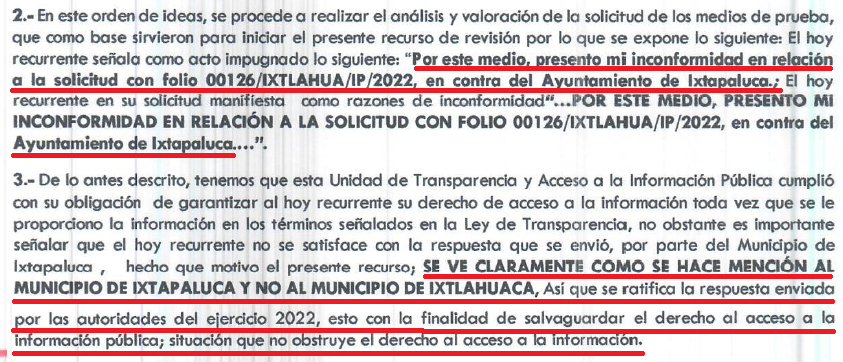 2.- En este orden de ideas, se procede a realizar el análisis y valoración de la solicitud de los medios de prueba,
que como base sirvieron para iniciar el presente recurso de revisión por lo que se expone lo siguiente: El hoy
recurrente señala como acto impugnado lo siguiente: "Por este medio, presento mi inconformidad en relación
a la solicitud con folio 00126/IXTLAHUA/IP/2022, en contra del Ayuntamiento de Ixtapaluca.; El hoy
recurrente en su solicitud manifiesta como razones de inconformidad"...POR ESTE MEDIO, PRESENTO MI
INCONFORMIDAD EN RELACIÓN A LA SOLICITUD CON FOLIO 00126/IXTLAHUA/IP/2022, en contra del
Ayuntamiento de Ixtapaluca....".
3.- De lo antes descrito, tenemos que esta Unidad de Transparencia y Acceso a la Información Pública cumplió
con su obligación de garantizar al hoy recurrente su derecho de acceso a la información toda vez que se le
proporciono la información en los términos señalados en la Ley de Transparencia, no obstante es importante
señalar que el hoy recurrente no se satisface con la respuesta que se envió, por parte del Municipio de
Ixtapaluca , hecho que motivo el presente recurso; SE VE CLARAMENTE COMO SE HACE MENCIÓN AL
MUNICIPIO DE IXTAPALUCA Y NO AL MUNICIPIO DE IXTLAHUACA, Así que se ratifica la respuesta enviada
por las autoridades del ejercicio 2022, esto con la finalidad de salvaguardar el derecho al acceso a la
información pública; situación que no obstruye el derecho al acceso a la información.